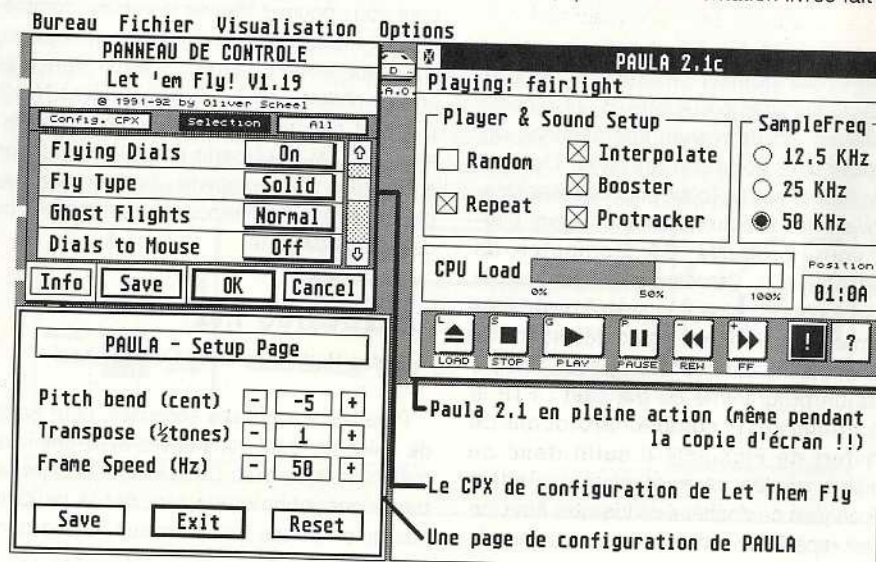 Bureau Fichier Visualisation Options
PANNEAU DE CONTROLE
Let 'em Fly! V1.19
© 1991-92 by Oliver Scheel
Config. CPX Selection All
Flying Dials On
Fly Type Solid
Ghost Flights Normal
Dials to Mouse Off
Info Save OK Cancel
PAULA - Setup Page
Pitch bend (cent) - -5 +
Transpose (½tones) - 1 +
Frame Speed (Hz) - 50 +
Save Exit Reset
PAULA 2.1c
Playing: fairlight
Player & Sound Setup
Random
Repeat
Interpolate
Booster
Protracker
SampleFreq
12.5 KHz
25 KHz
50 KHz
CPU Load
0% 50% 100%
Position
01:0A
L S G P - +
LOAD STOP PLAY PAUSE REW FF
! ?
Paula 2.1 en pleine action (même pendant
la copie d'écran !!)
Le CPX de configuration de Let Them Fly
Une page de configuration de PAULA